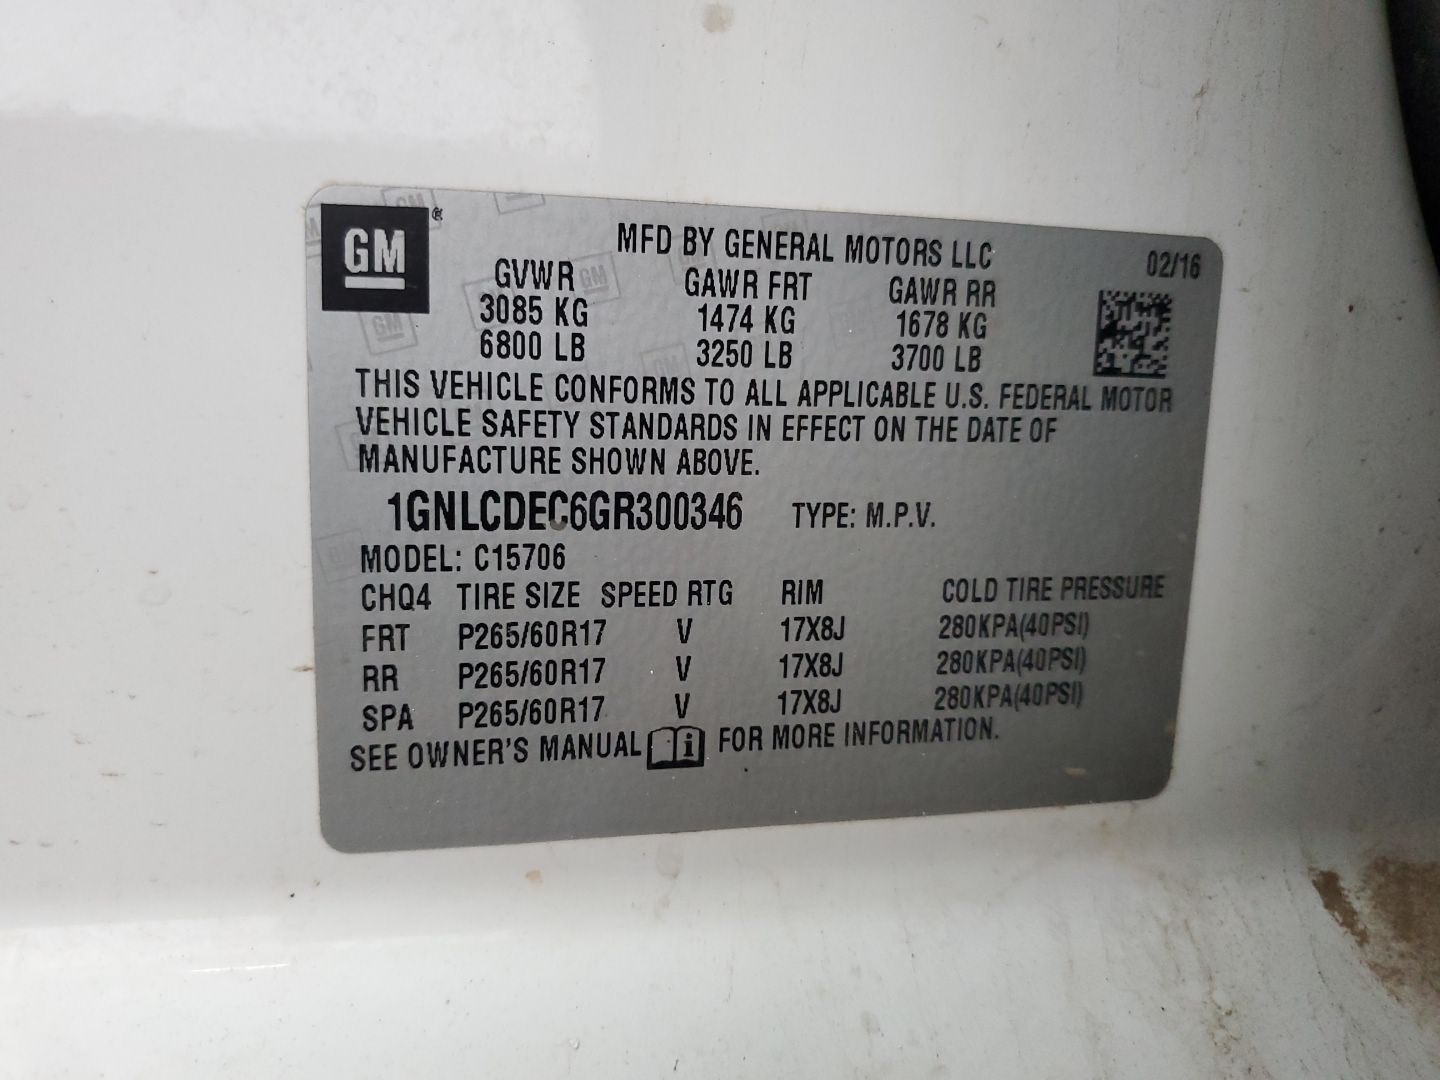 GM ®
MFD BY GENERAL MOTORS LLC 02/16
GVWR GAWR FRT GAWR RR
3085 KG 1474 KG 1678 KG
6800 LB 3250 LB 3700 LB
THIS VEHICLE CONFORMS TO ALL APPLICABLE U.S. FEDERAL MOTOR
VEHICLE SAFETY STANDARDS IN EFFECT ON THE DATE OF
MANUFACTURE SHOWN ABOVE.
1GNLCDEC6GR300346 TYPE: M.P.V.
MODEL: C15706
CHQ4 TIRE SIZE SPEED RTG RIM COLD TIRE PRESSURE
FRT P265/60R17 V 17X8J 280KPA(40PSI)
RR P265/60R17 V 17X8J 280KPA(40PSI)
SPA P265/60R17 V 17X8J 280KPA(40PSI)
SEE OWNER'S MANUAL i FOR MORE INFORMATION.